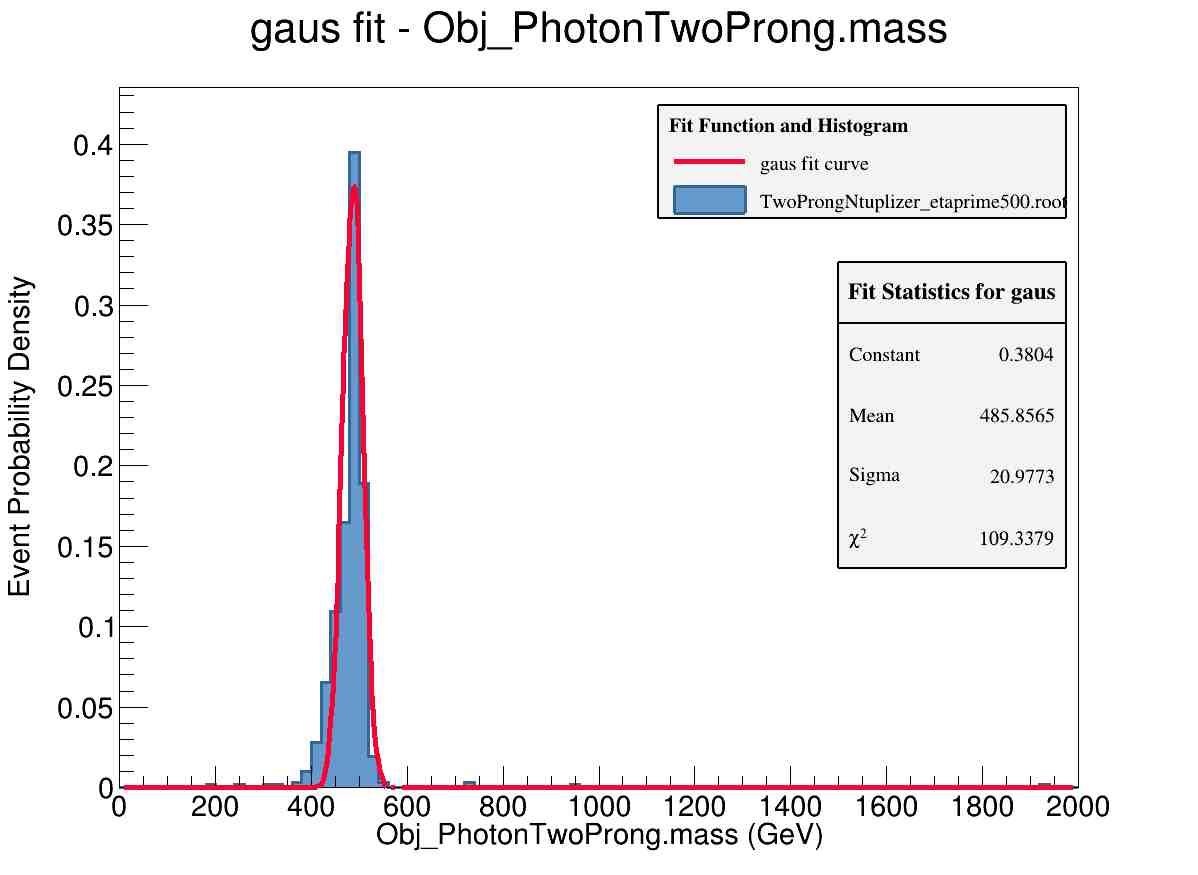 gaus fit - Obj_PhotonTwoProng.mass
Fit Function and Histogram
gaus fit curve
TwoProngNtuplizer_etaprime500.root
Fit Statistics for gaus
Constant 0.3804
Mean 485.8565
Sigma 20.9773
χ² 109.3379
Event Probability Density
0.4
0.35
0.3
0.25
0.2
0.15
0.1
0.05
0
0 200 400 600 800 1000 1200 1400 1600 1800 2000
Obj_PhotonTwoProng.mass (GeV)